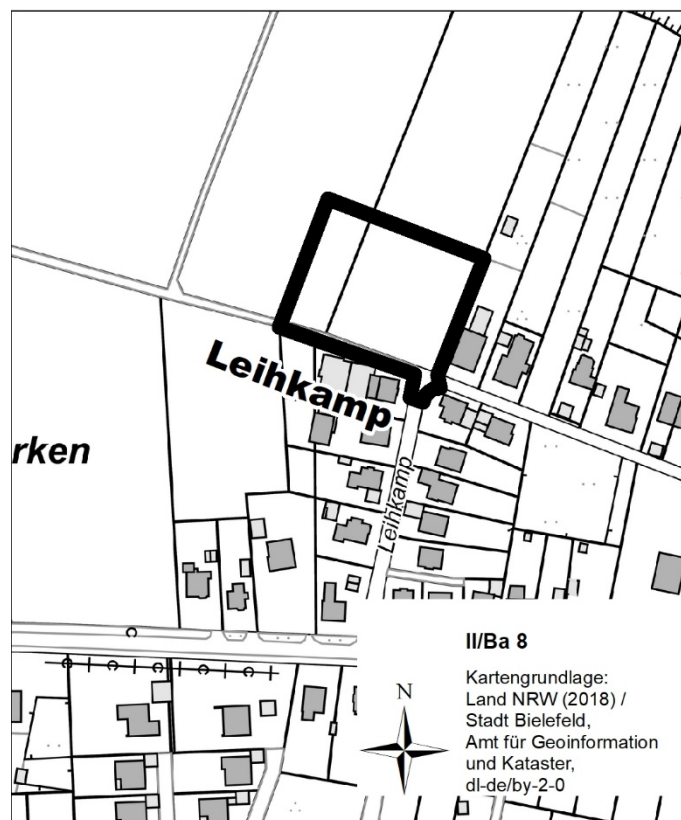 Leihkamp
rken
Leihkamp
II/Ba 8
Kartengrundlage:
Land NRW (2018) /
Stadt Bielefeld,
Amt für Geoinformation
und Kataster,
dl-de/by-2-0
N